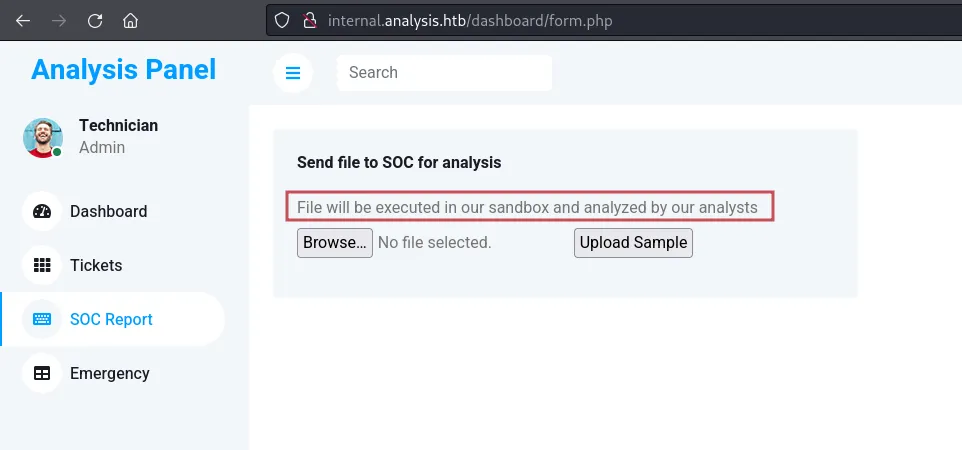 internal.analysis.htb/dashboard/form.php
Analysis Panel
Search
Technician
Admin
Dashboard
Tickets
SOC Report
Emergency
Send file to SOC for analysis
File will be executed in our sandbox and analyzed by our analysts
Browse... No file selected. Upload Sample